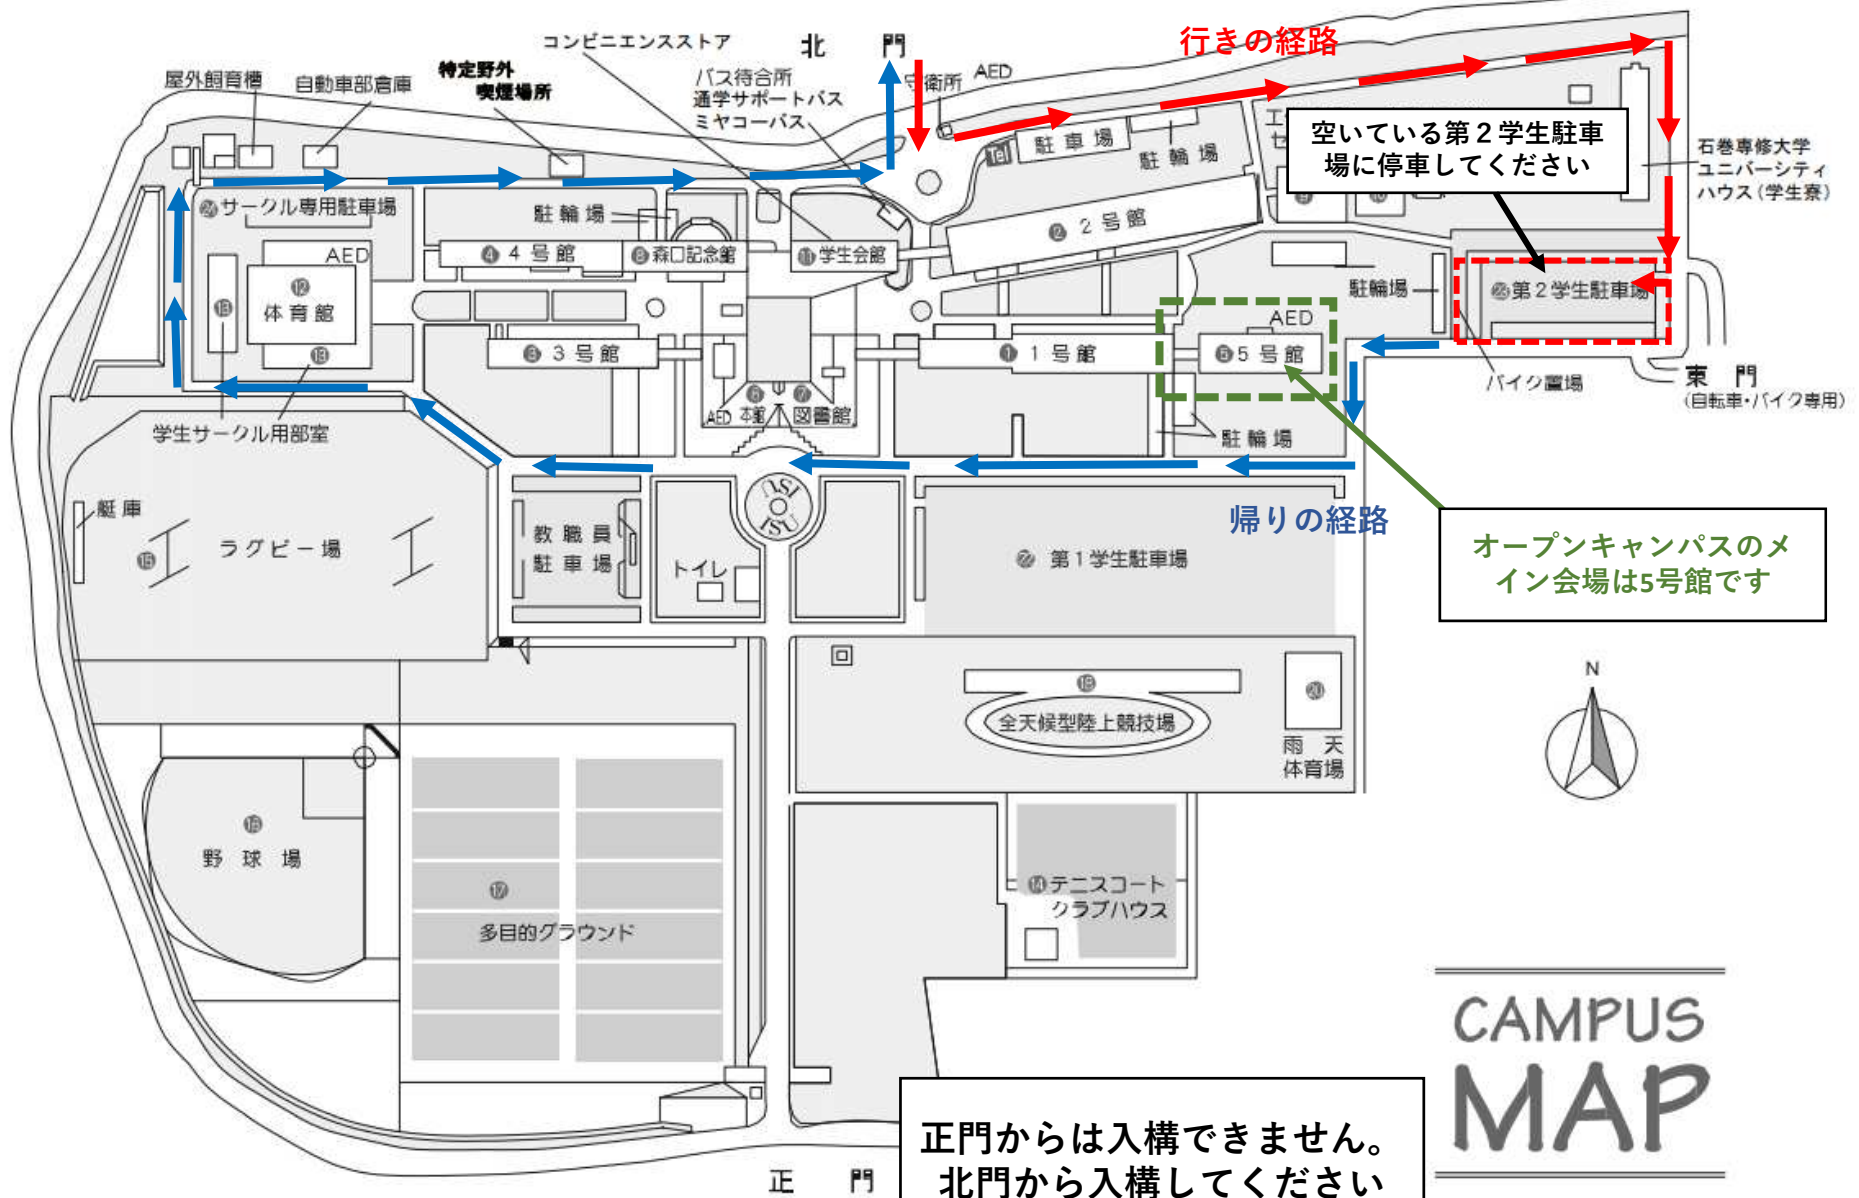 コンビニエンスストア
北　門
行きの経路
屋外飼育槽
自動車部倉庫
特定野外
喫煙場所
バス待合所
通学サポートバス
ミヤコーバス
守衛所
AED
Tel
駐車場
駐輪場
空いている第２学生駐車
場に停車してください
石巻専修大学
ユニバーシティ
ハウス(学生寮)
サークル専用駐車場
駐輪場
❷ 2号館
AED
❹ 4号館
❽ 森口記念館
⓫ 学生会館
⓬
体育館
⓭
⓭
駐輪場
第2学生駐車場
AED
❸ 3号館
❶ 1号館
❺ 5号館
バイク置場
東門
(自転車・バイク専用)
AED
❻
本館
❼
図書館
学生サークル用部室
駐輪場
ISU
ISU
帰りの経路
艇庫
⓯
ラグビー場
教職員
駐車場
トイレ
第1学生駐車場
オープンキャンパスのメ
イン会場は5号館です
N
⓲
全天候型陸上競技場
⓴
雨天
体育場
⓰
野球場
⓱
多目的グラウンド
⓮テニスコート
クラブハウス
CAMPUS
MAP
正門からは入構できません。
北門から入構してください
正　門